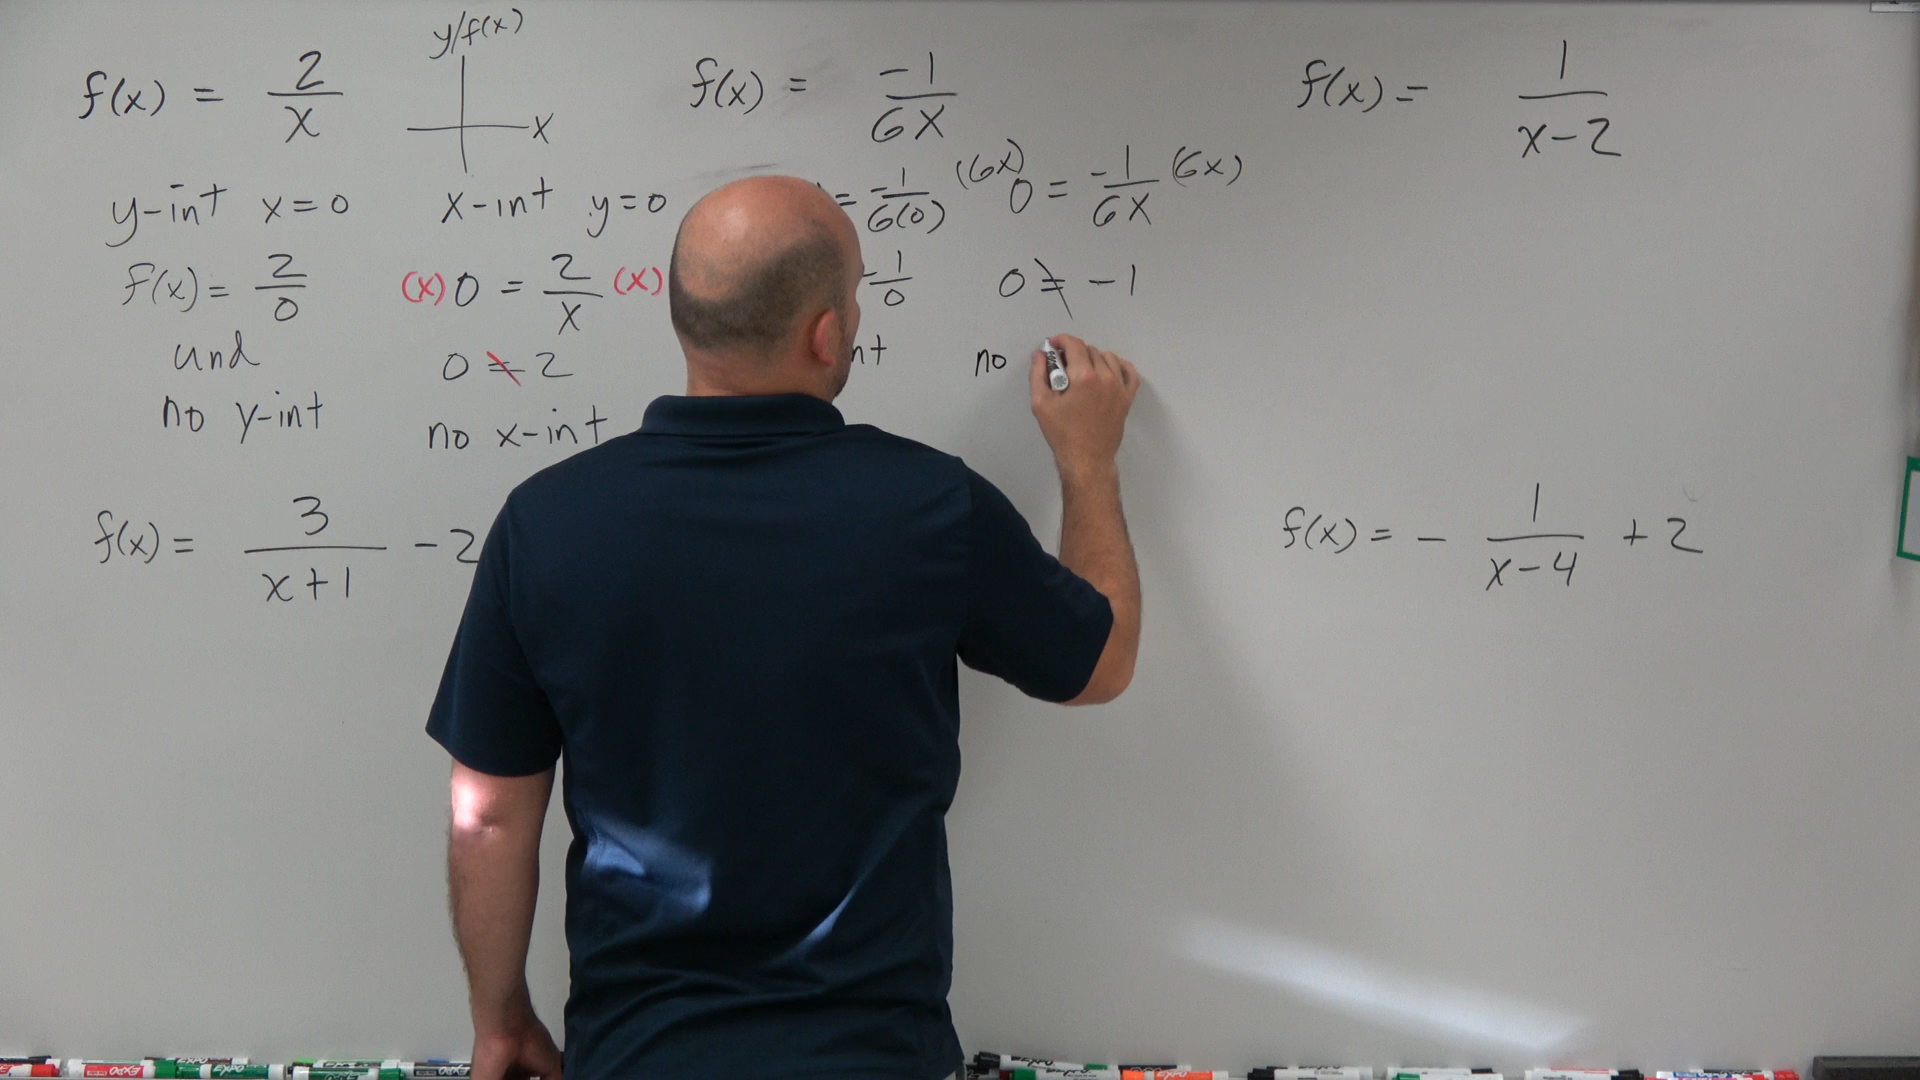 f(x) = 2/x
y/f(x)
x
y-int x=0
x-int y=0
f(x) = 2/0
(x) 0 = 2/x (x)
und
0 ≠ 2
no y-int
no x-int
f(x) = -1/6x
= -1/6(0)
(6x) 0 = -1/6x (6x)
-1/0
0 ≠ -1
no
f(x) = 1/x-2
f(x) = 3/x+1 -2
f(x) = - 1/x-4 +2
EXPO